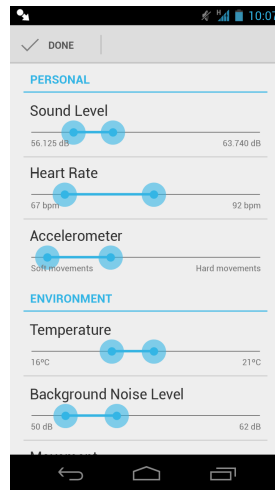 H 10:07
DONE
PERSONAL
Sound Level
56.125 dB 63.740 dB
Heart Rate
67 bpm 92 bpm
Accelerometer
Soft movements Hard movements
ENVIRONMENT
Temperature
16ºC 21ºC
Background Noise Level
50 dB 62 dB